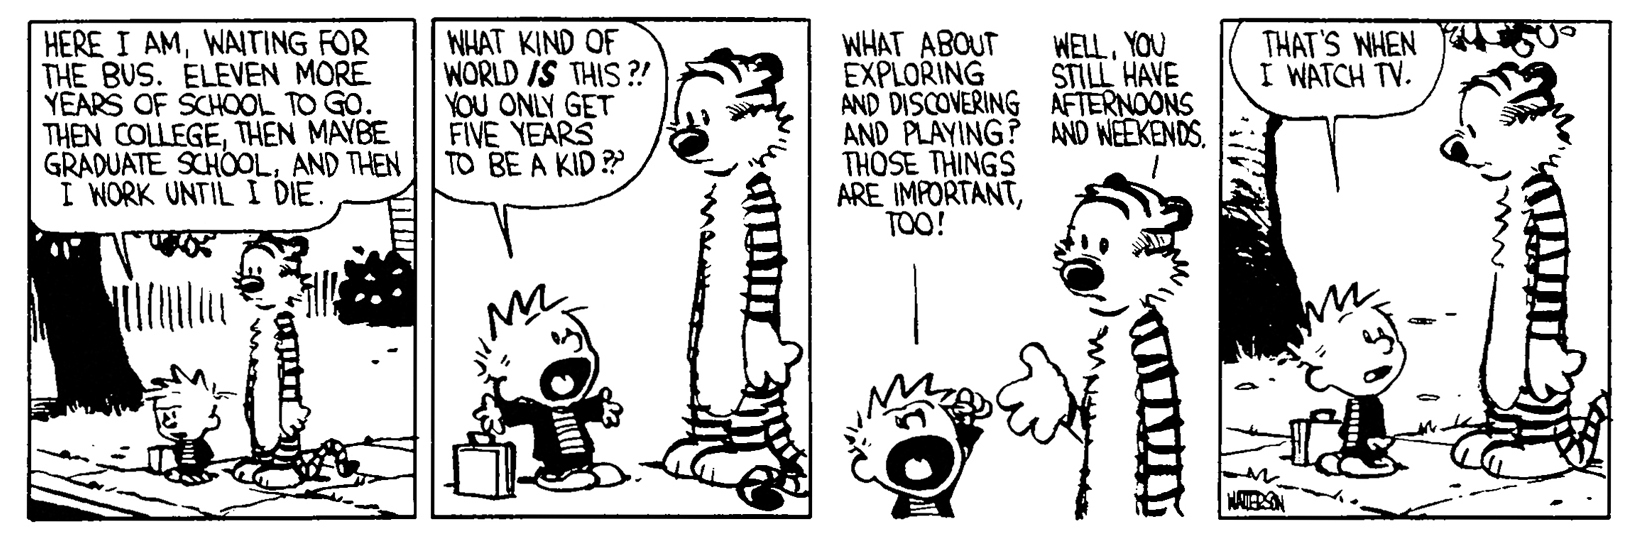 HERE I AM, WAITING FOR
THE BUS. ELEVEN MORE
YEARS OF SCHOOL TO GO.
THEN COLLEGE, THEN MAYBE
GRADUATE SCHOOL, AND THEN
I WORK UNTIL I DIE.
WHAT KIND OF
WORLD IS THIS?!
YOU ONLY GET
FIVE YEARS
TO BE A KID??
WHAT ABOUT
EXPLORING
AND DISCOVERING
AND PLAYING?
THOSE THINGS
ARE IMPORTANT,
TOO!
WELL, YOU
STILL HAVE
AFTERNOONS
AND WEEKENDS.
THAT'S WHEN
I WATCH TV.
WATTERSON